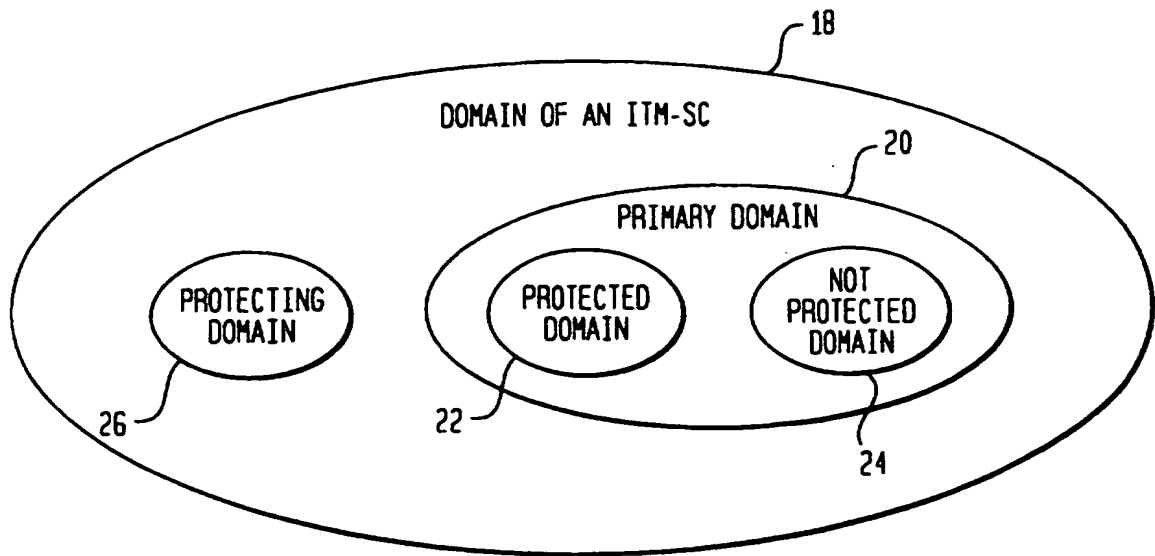 18
DOMAIN OF AN ITM-SC
20
PRIMARY DOMAIN
PROTECTING
DOMAIN
PROTECTED
DOMAIN
NOT
PROTECTED
DOMAIN
26
22
24